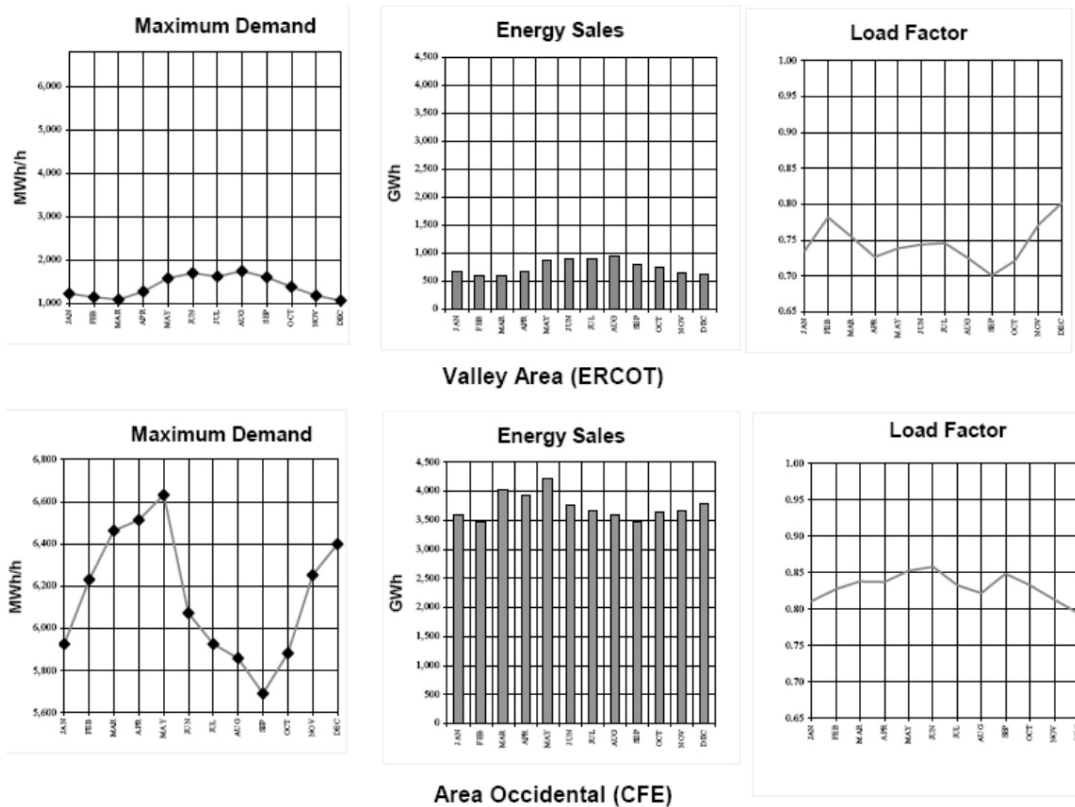 Maximum Demand
MWh/h
6,000
5,000
4,000
3,000
2,000
1,000
JAN FEB MAR APR MAY JUN JUL AUG SEP OCT NOV DEC
Energy Sales
GWh
4,500
4,000
3,500
3,000
2,500
2,000
1,500
1,000
500
0
JAN FEB MAR APR MAY JUN JUL AUG SEP OCT NOV DEC
Load Factor
1.00
0.95
0.90
0.85
0.80
0.75
0.70
0.65
JAN FEB MAR APR MAY JUN JUL AUG SEP OCT NOV DEC
Valley Area (ERCOT)
Maximum Demand
MWh/h
6,800
6,600
6,400
6,200
6,000
5,800
5,600
JAN FEB MAR APR MAY JUN JUL AUG SEP OCT NOV DEC
Energy Sales
GWh
4,500
4,000
3,500
3,000
2,500
2,000
1,500
1,000
500
0
JAN FEB MAR APR MAY JUN JUL AUG SEP OCT NOV DEC
Load Factor
1.00
0.95
0.90
0.85
0.80
0.75
0.70
0.65
JAN FEB MAR APR MAY JUN JUL AUG SEP OCT NOV
Area Occidental (CFE)